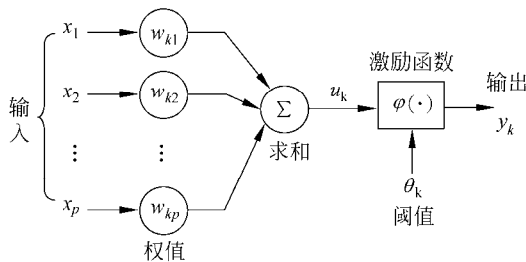 激励函数
x1 wk1
输入
x2 wk2 Σ uk φ(·) 输出 yk
求和
⋮ ⋮
θk
阈值
xp wkp
权值